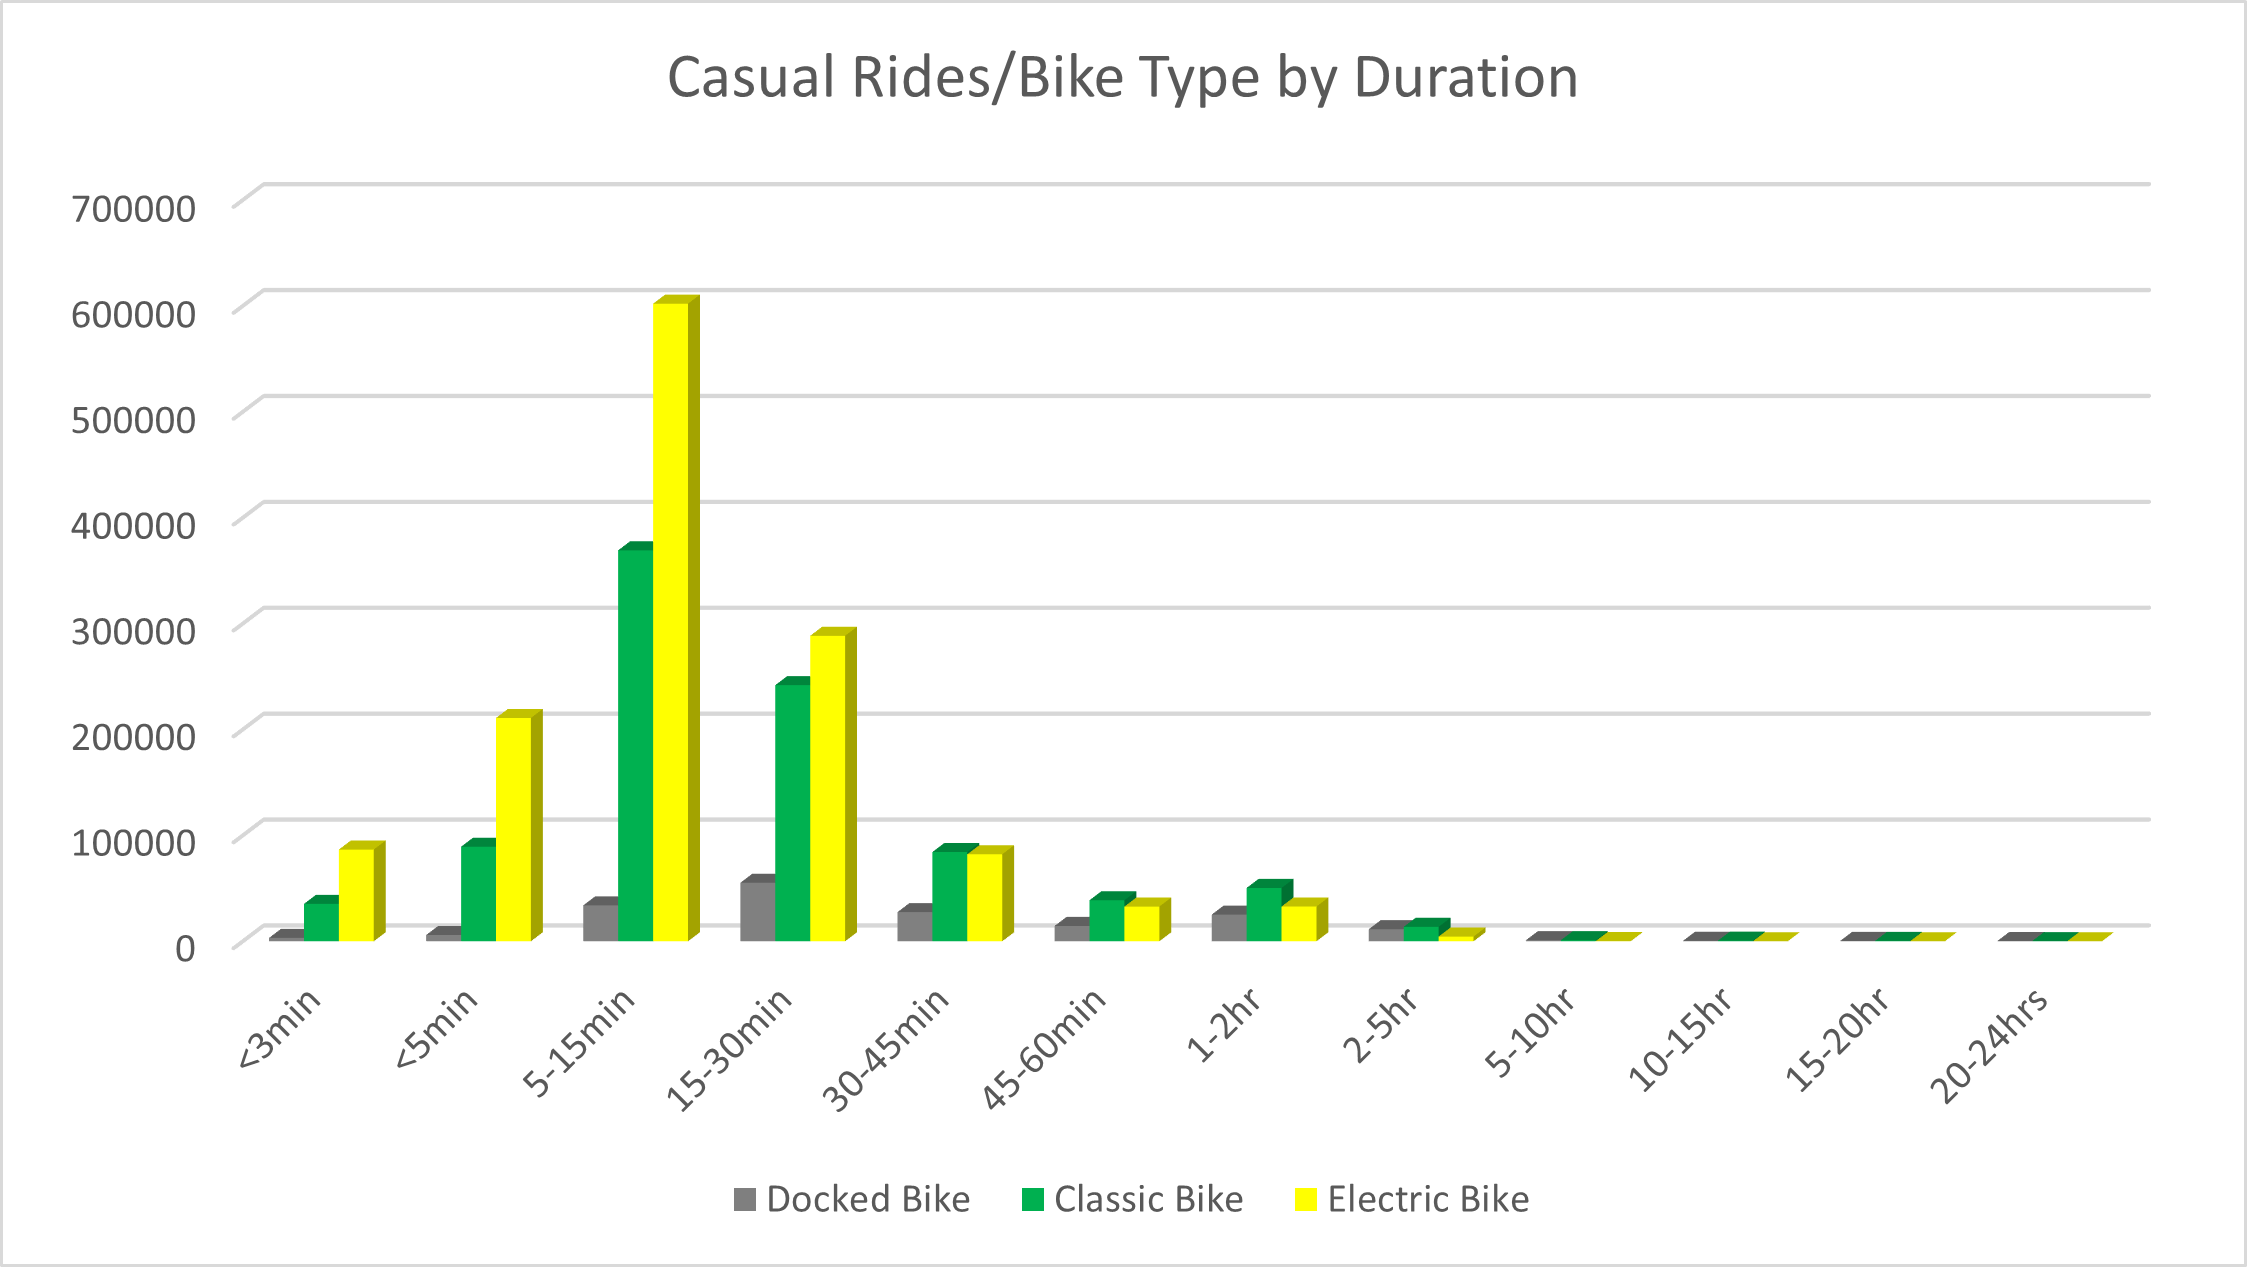 Casual Rides/Bike Type by Duration
700000
600000
500000
400000
300000
200000
100000
0
<3min
<5min
5-15min
15-30min
30-45min
45-60min
1-2hr
2-5hr
5-10hr
10-15hr
15-20hr
20-24hrs
Docked Bike Classic Bike Electric Bike